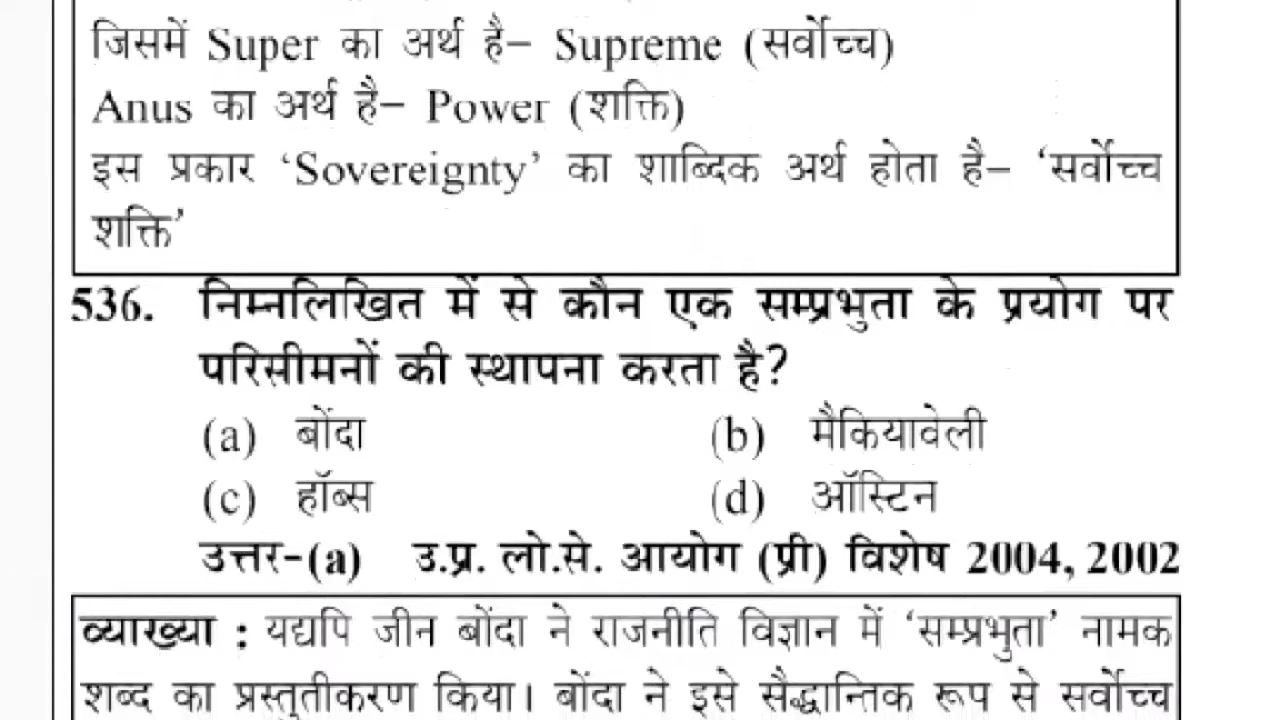 जिसमें Super का अर्थ है– Supreme (सर्वोच्च)
Anus का अर्थ है– Power (शक्ति)
इस प्रकार ‘Sovereignty’ का शाब्दिक अर्थ होता है– ‘सर्वोच्च
शक्ति’
536. निम्नलिखित में से कौन एक सम्प्रभुता के प्रयोग पर
परिसीमनों की स्थापना करता है?
(a) बोंदा (b) मैकियावेली
(c) हॉब्स (d) ऑस्टिन
उत्तर–(a) उ.प्र. लो.से. आयोग (प्री) विशेष 2004, 2002
व्याख्या : यद्यपि जीन बोंदा ने राजनीति विज्ञान में ‘सम्प्रभुता’ नामक
शब्द का प्रस्तुतीकरण किया। बोंदा ने इसे सैद्धान्तिक रूप से सर्वोच्च